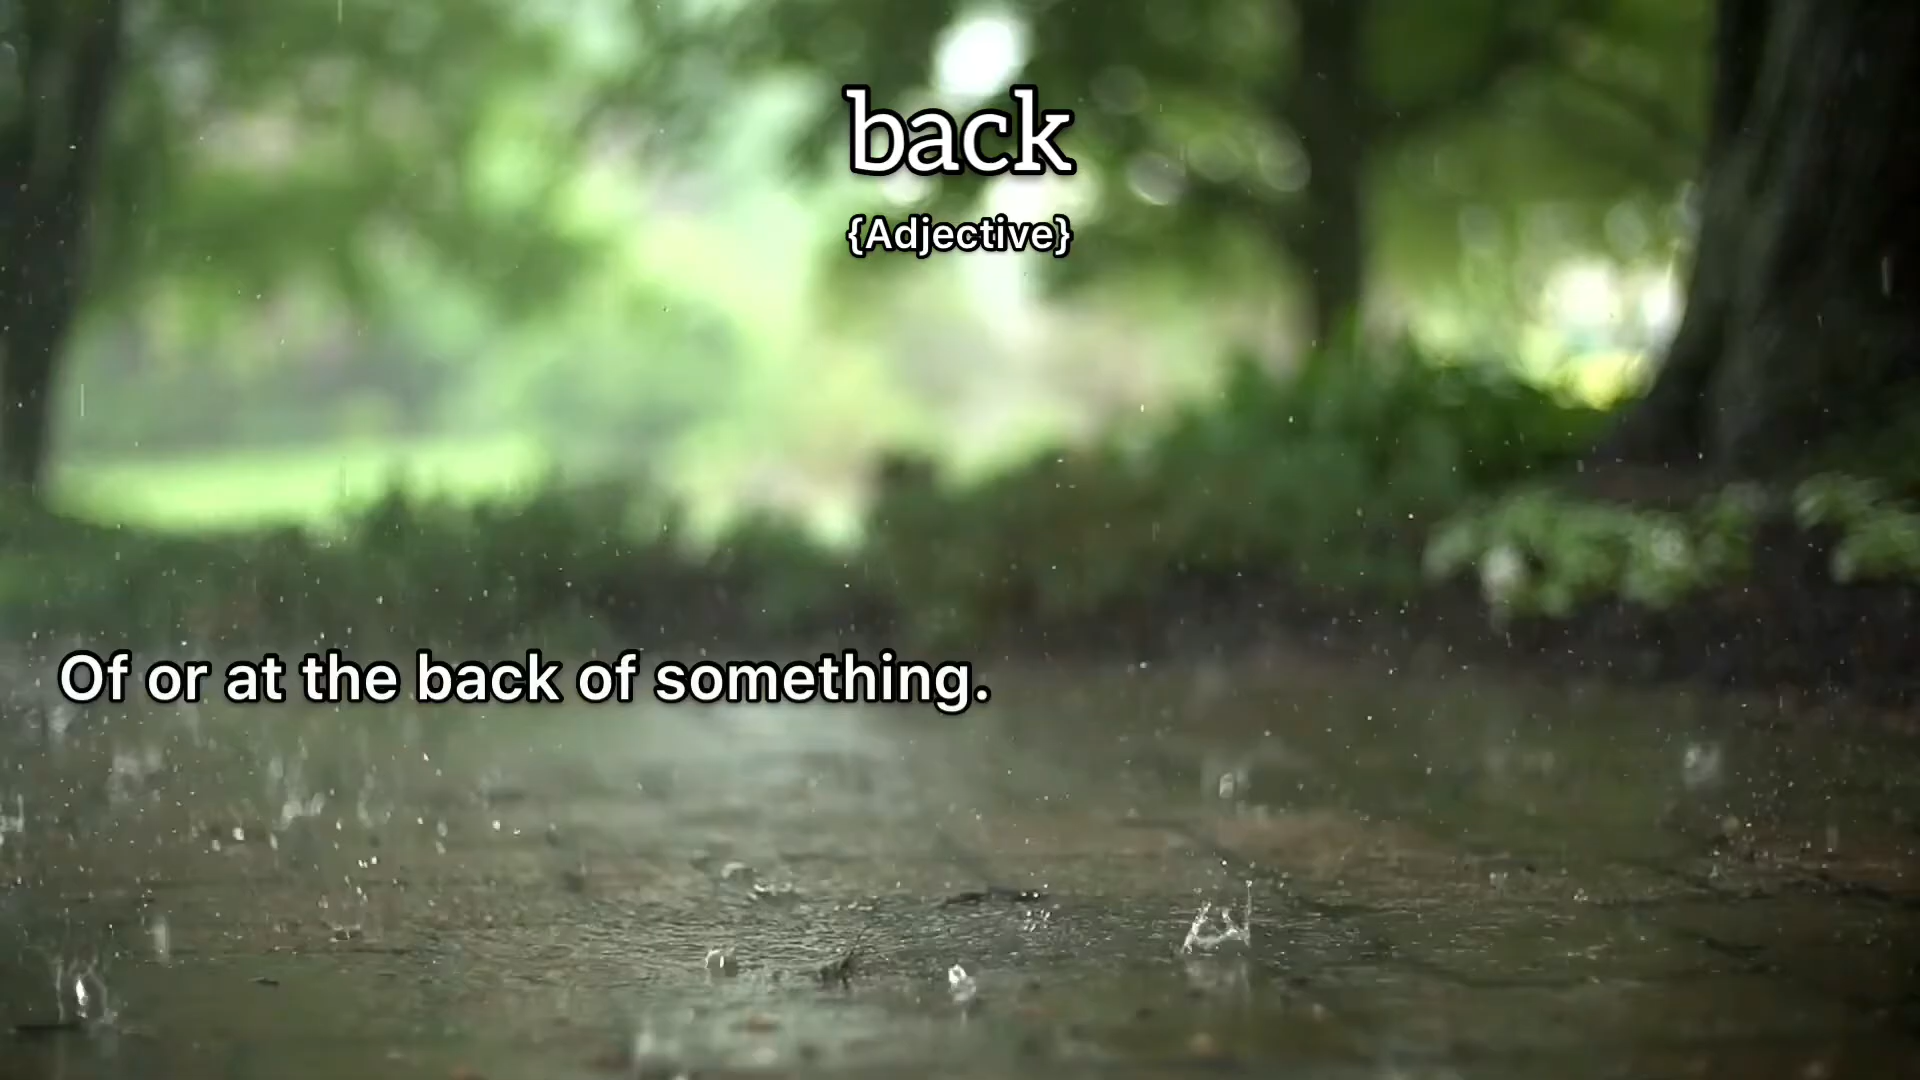 back
{Adjective}
Of or at the back of something.